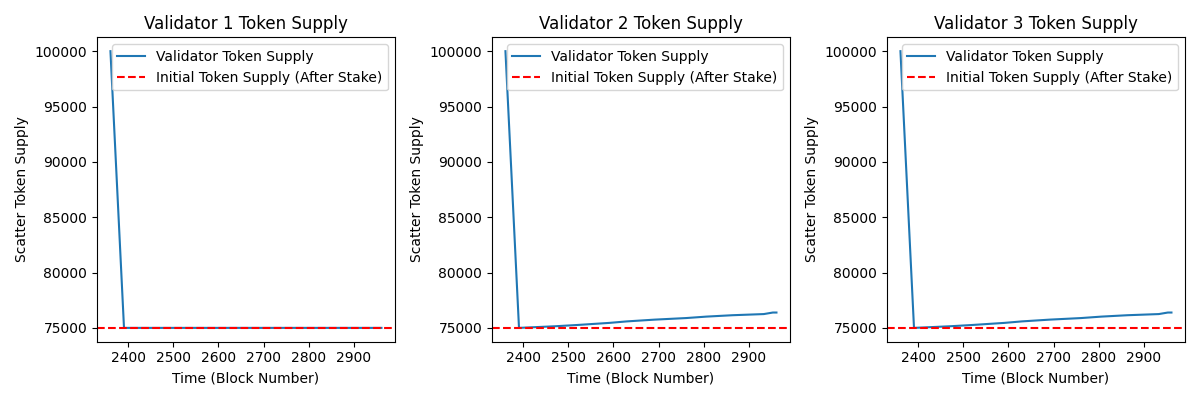 Validator 1 Token Supply
Validator Token Supply
Initial Token Supply (After Stake)
100000
95000
90000
85000
80000
75000
Scatter Token Supply
2400 2500 2600 2700 2800 2900
Time (Block Number)
Validator 2 Token Supply
Validator Token Supply
Initial Token Supply (After Stake)
100000
95000
90000
85000
80000
75000
Scatter Token Supply
2400 2500 2600 2700 2800 2900
Time (Block Number)
Validator 3 Token Supply
Validator Token Supply
Initial Token Supply (After Stake)
100000
95000
90000
85000
80000
75000
Scatter Token Supply
2400 2500 2600 2700 2800 2900
Time (Block Number)